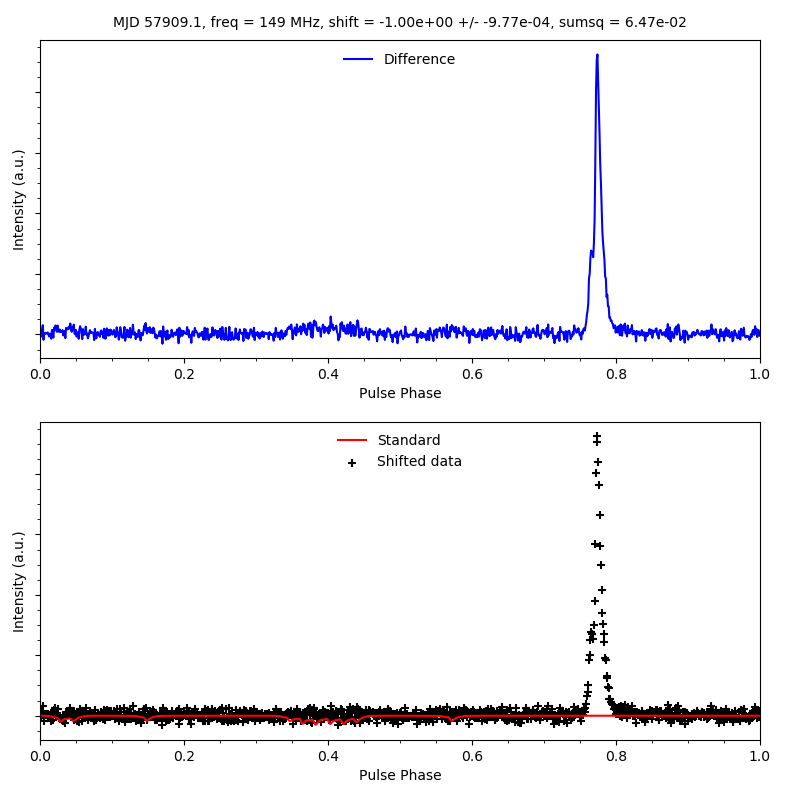 MJD 57909.1, freq = 149 MHz, shift = -1.00e+00 +/- -9.77e-04, sumsq = 6.47e-02
Difference
Intensity (a.u.)
0.0 0.2 0.4 0.6 0.8 1.0
Pulse Phase
Standard
Shifted data
Intensity (a.u.)
0.0 0.2 0.4 0.6 0.8 1.0
Pulse Phase